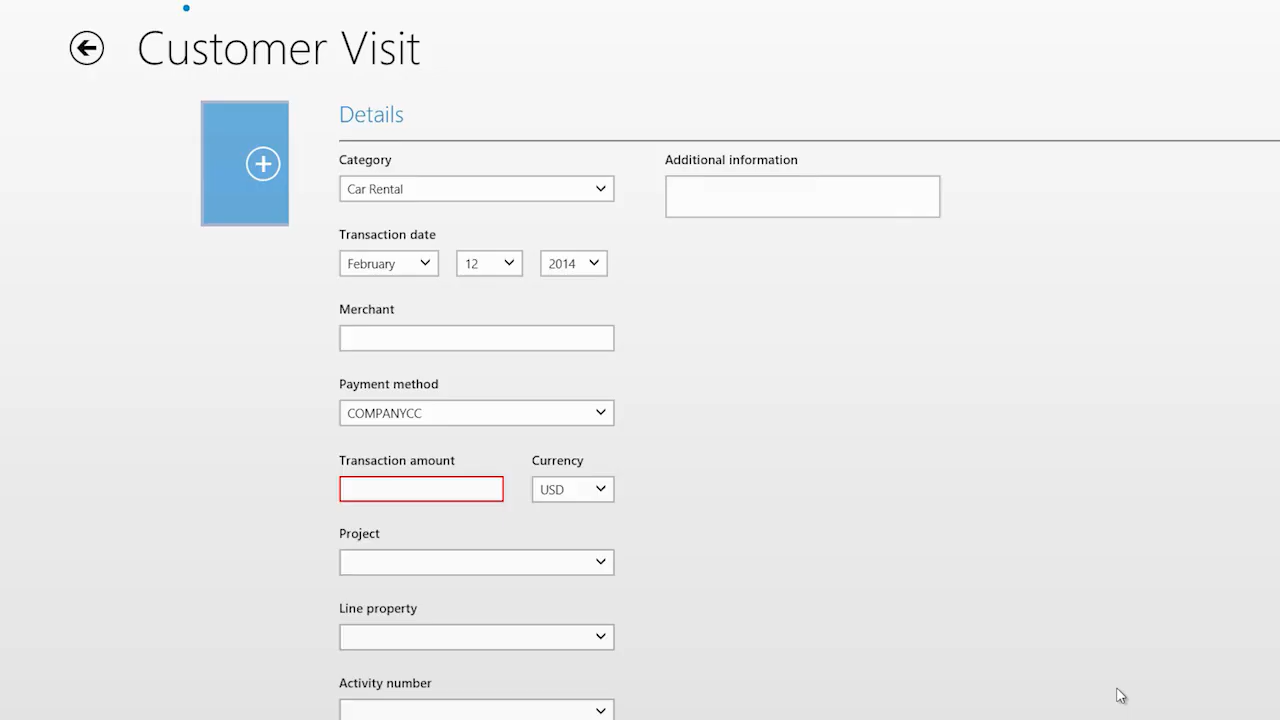 Customer Visit
Details
Category
Additional information
Car Rental
Transaction date
February 12 2014
Merchant
Payment method
COMPANYCC
Transaction amount Currency
USD
Project
Line property
Activity number